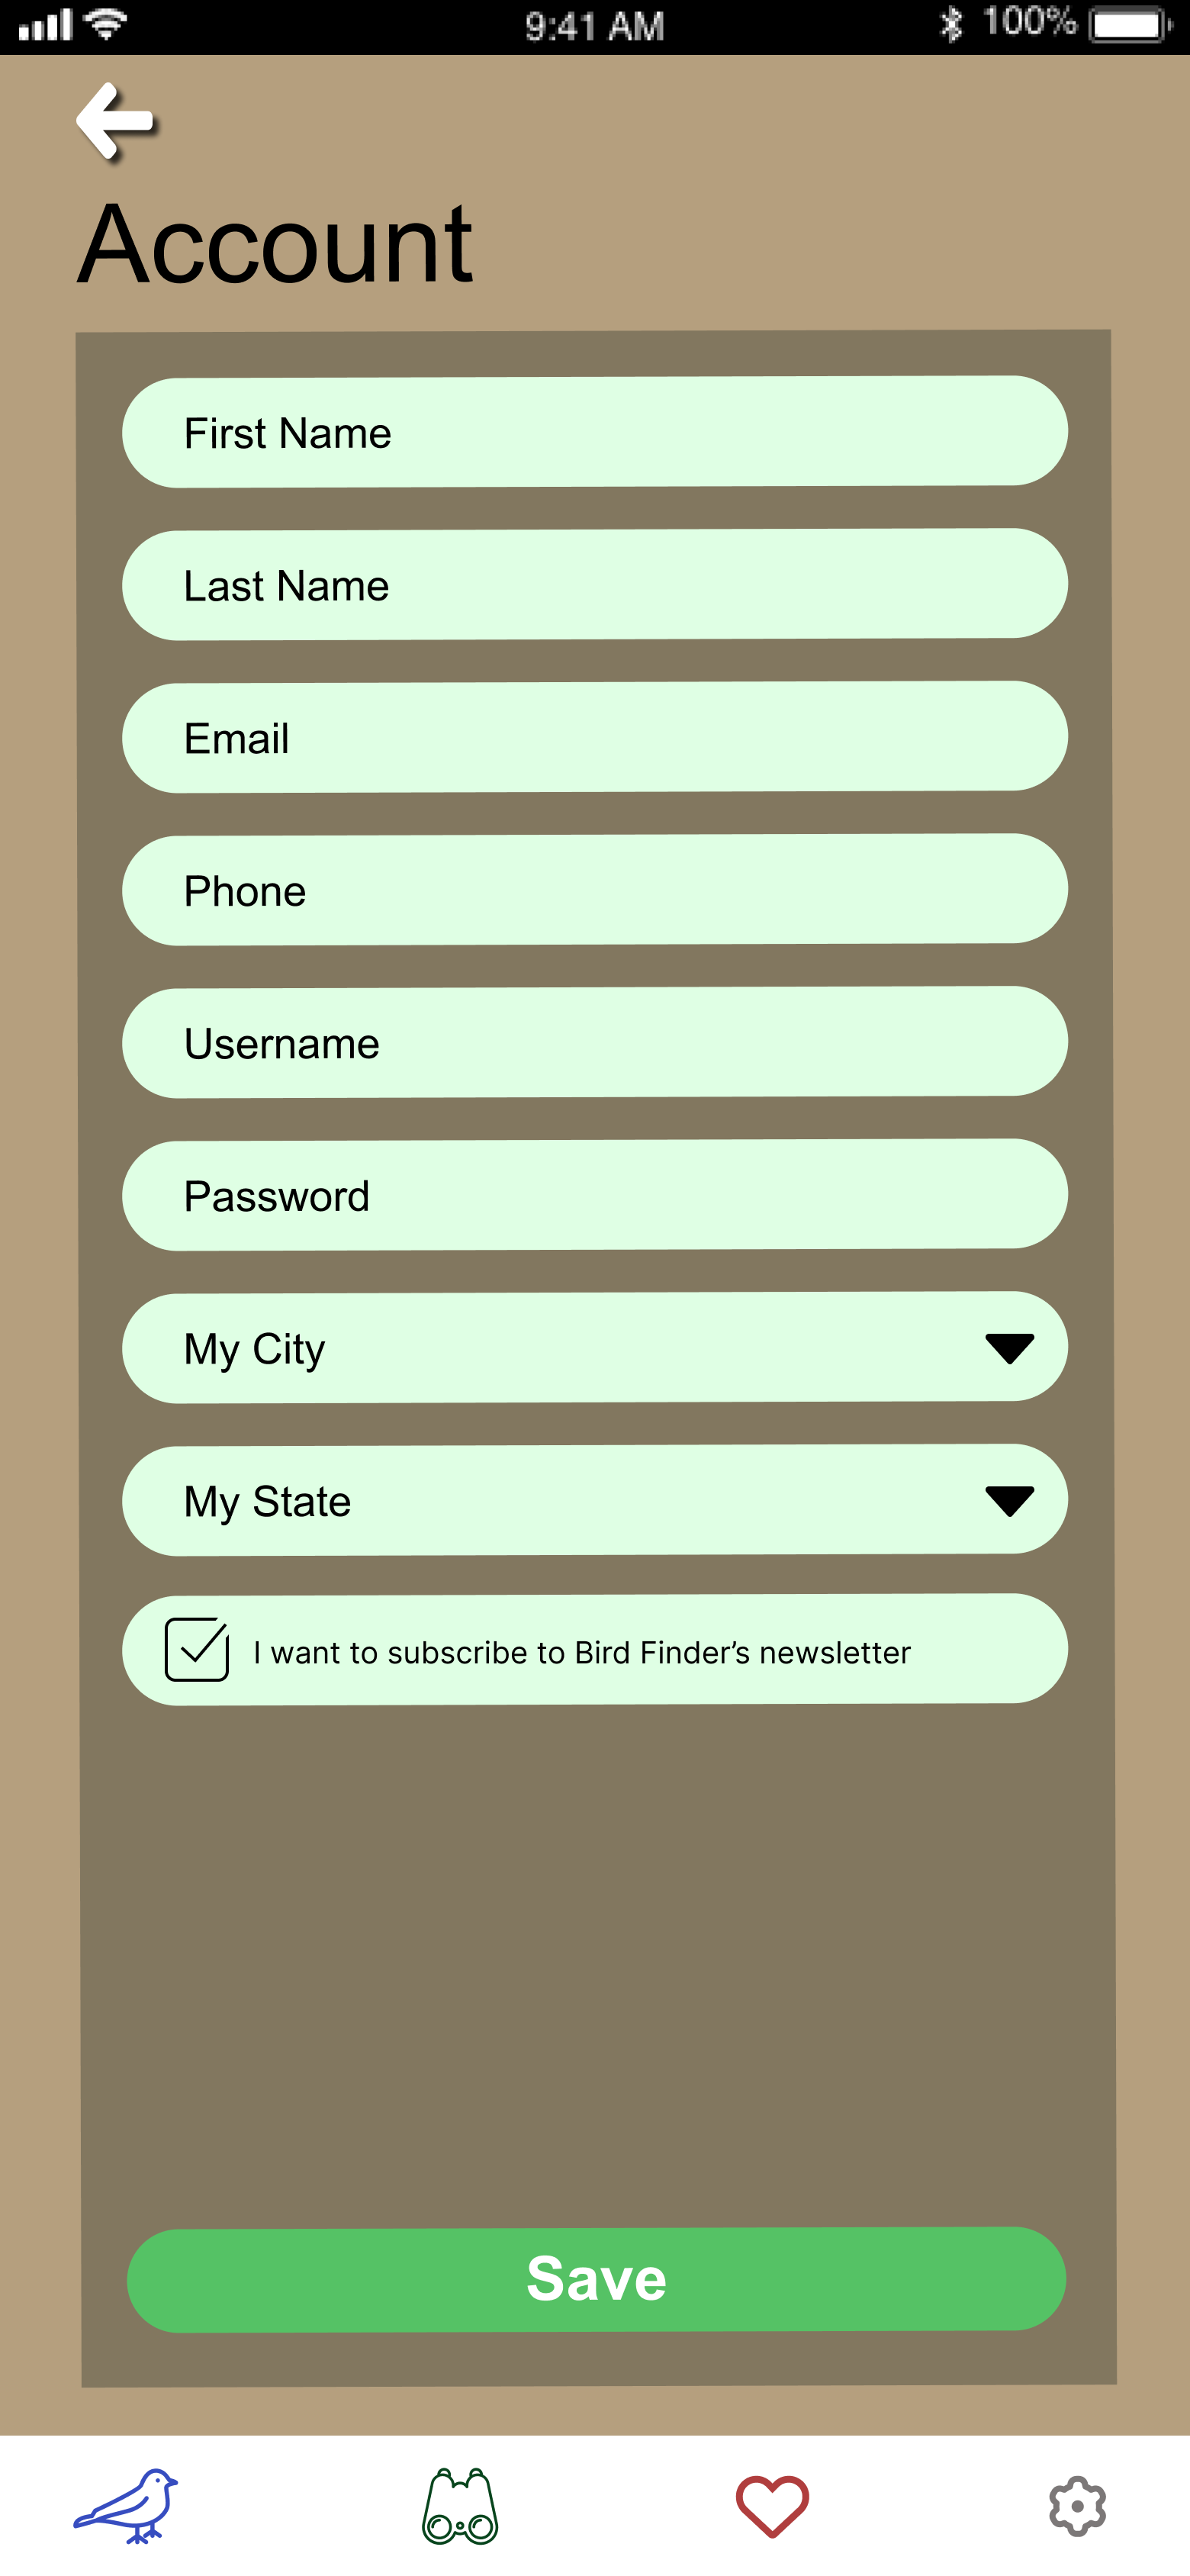 9:41 AM 100%
Account
First Name
Last Name
Email
Phone
Username
Password
My City
My State
I want to subscribe to Bird Finder’s newsletter
Save